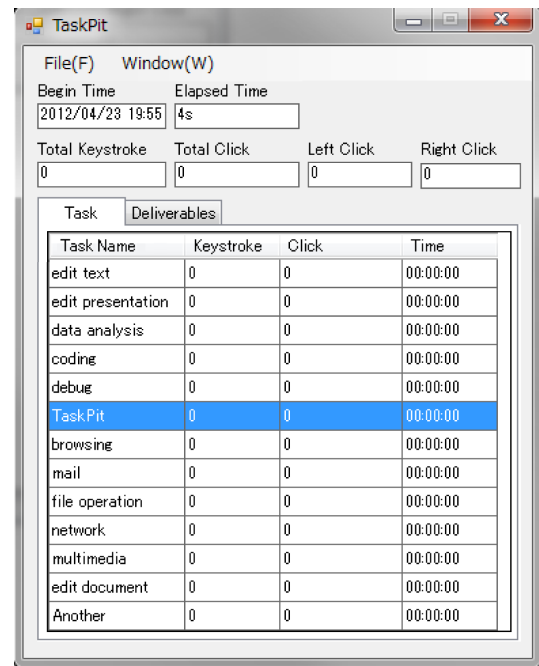 TaskPit
File(F) Window(W)
Begin Time Elapsed Time
2012/04/23 19:55 4s
Total Keystroke Total Click Left Click Right Click
0 0 0 0
Task Deliverables
Task Name Keystroke Click Time
edit text 0 0 00:00:00
edit presentation 0 0 00:00:00
data analysis 0 0 00:00:00
coding 0 0 00:00:00
debug 0 0 00:00:00
TaskPit 0 0 00:00:00
browsing 0 0 00:00:00
mail 0 0 00:00:00
file operation 0 0 00:00:00
network 0 0 00:00:00
multimedia 0 0 00:00:00
edit document 0 0 00:00:00
Another 0 0 00:00:00